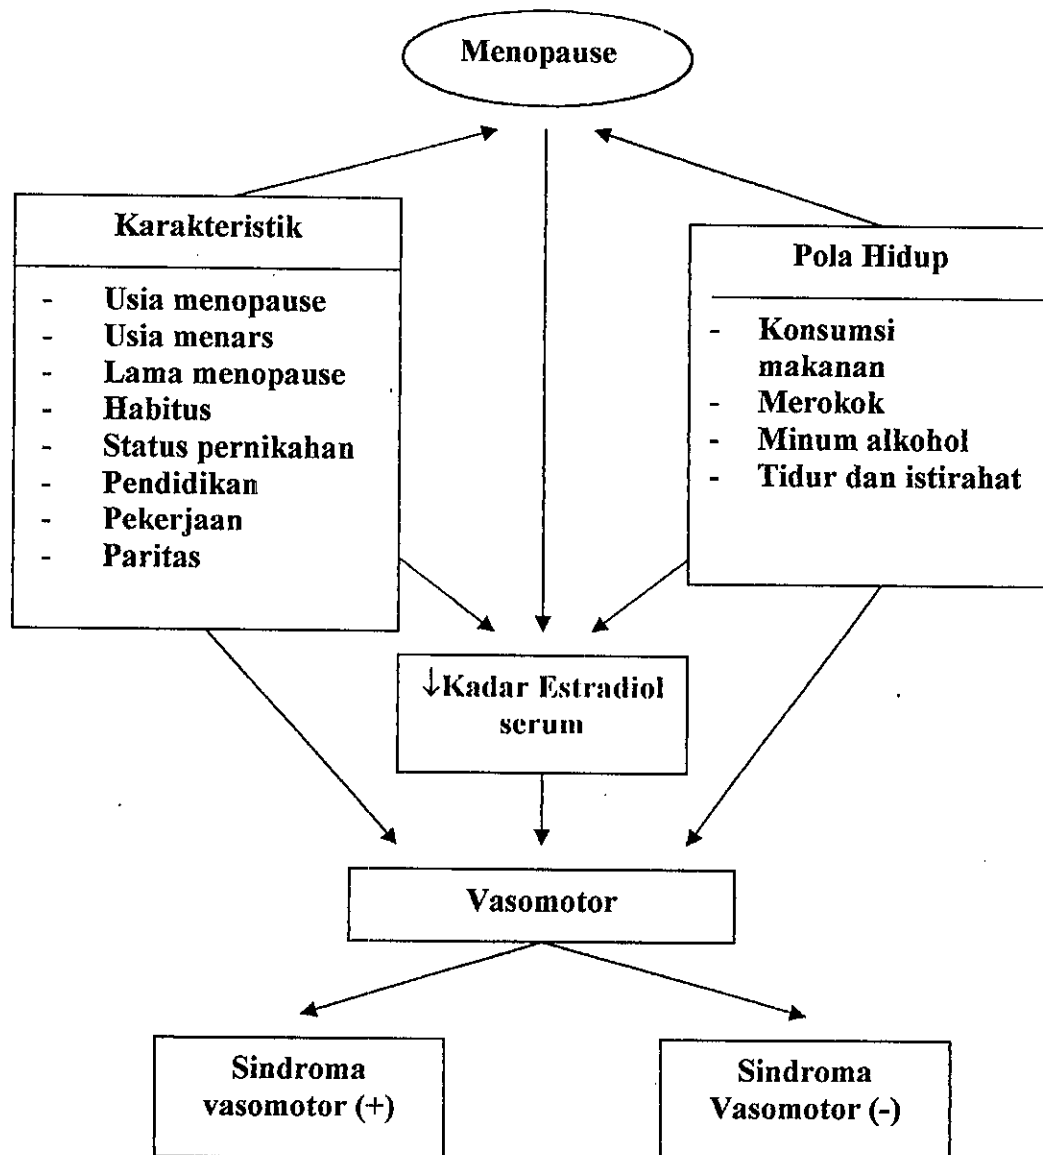 Menopause
Karakteristik
- Usia menopause
- Usia menars
- Lama menopause
- Habitus
- Status pernikahan
- Pendidikan
- Pekerjaan
- Paritas
Pola Hidup
- Konsumsi
makanan
- Merokok
- Minum alkohol
- Tidur dan istirahat
↓Kadar Estradiol
serum
Vasomotor
Sindroma
vasomotor (+)
Sindroma
Vasomotor (-)